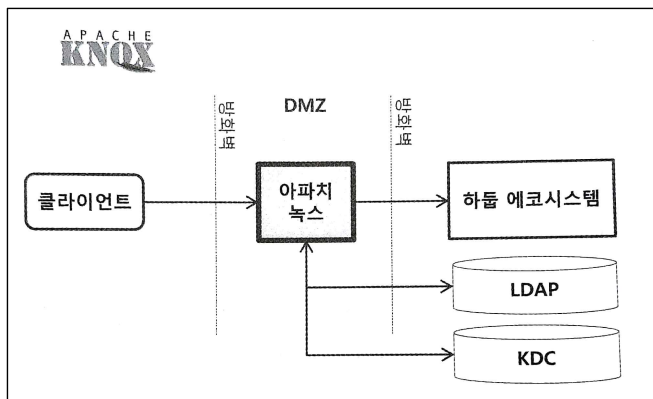 APACHE
KNOX
DMZ
방화벽
방화벽
클라이언트
아파치
녹스
하둡 에코시스템
LDAP
KDC